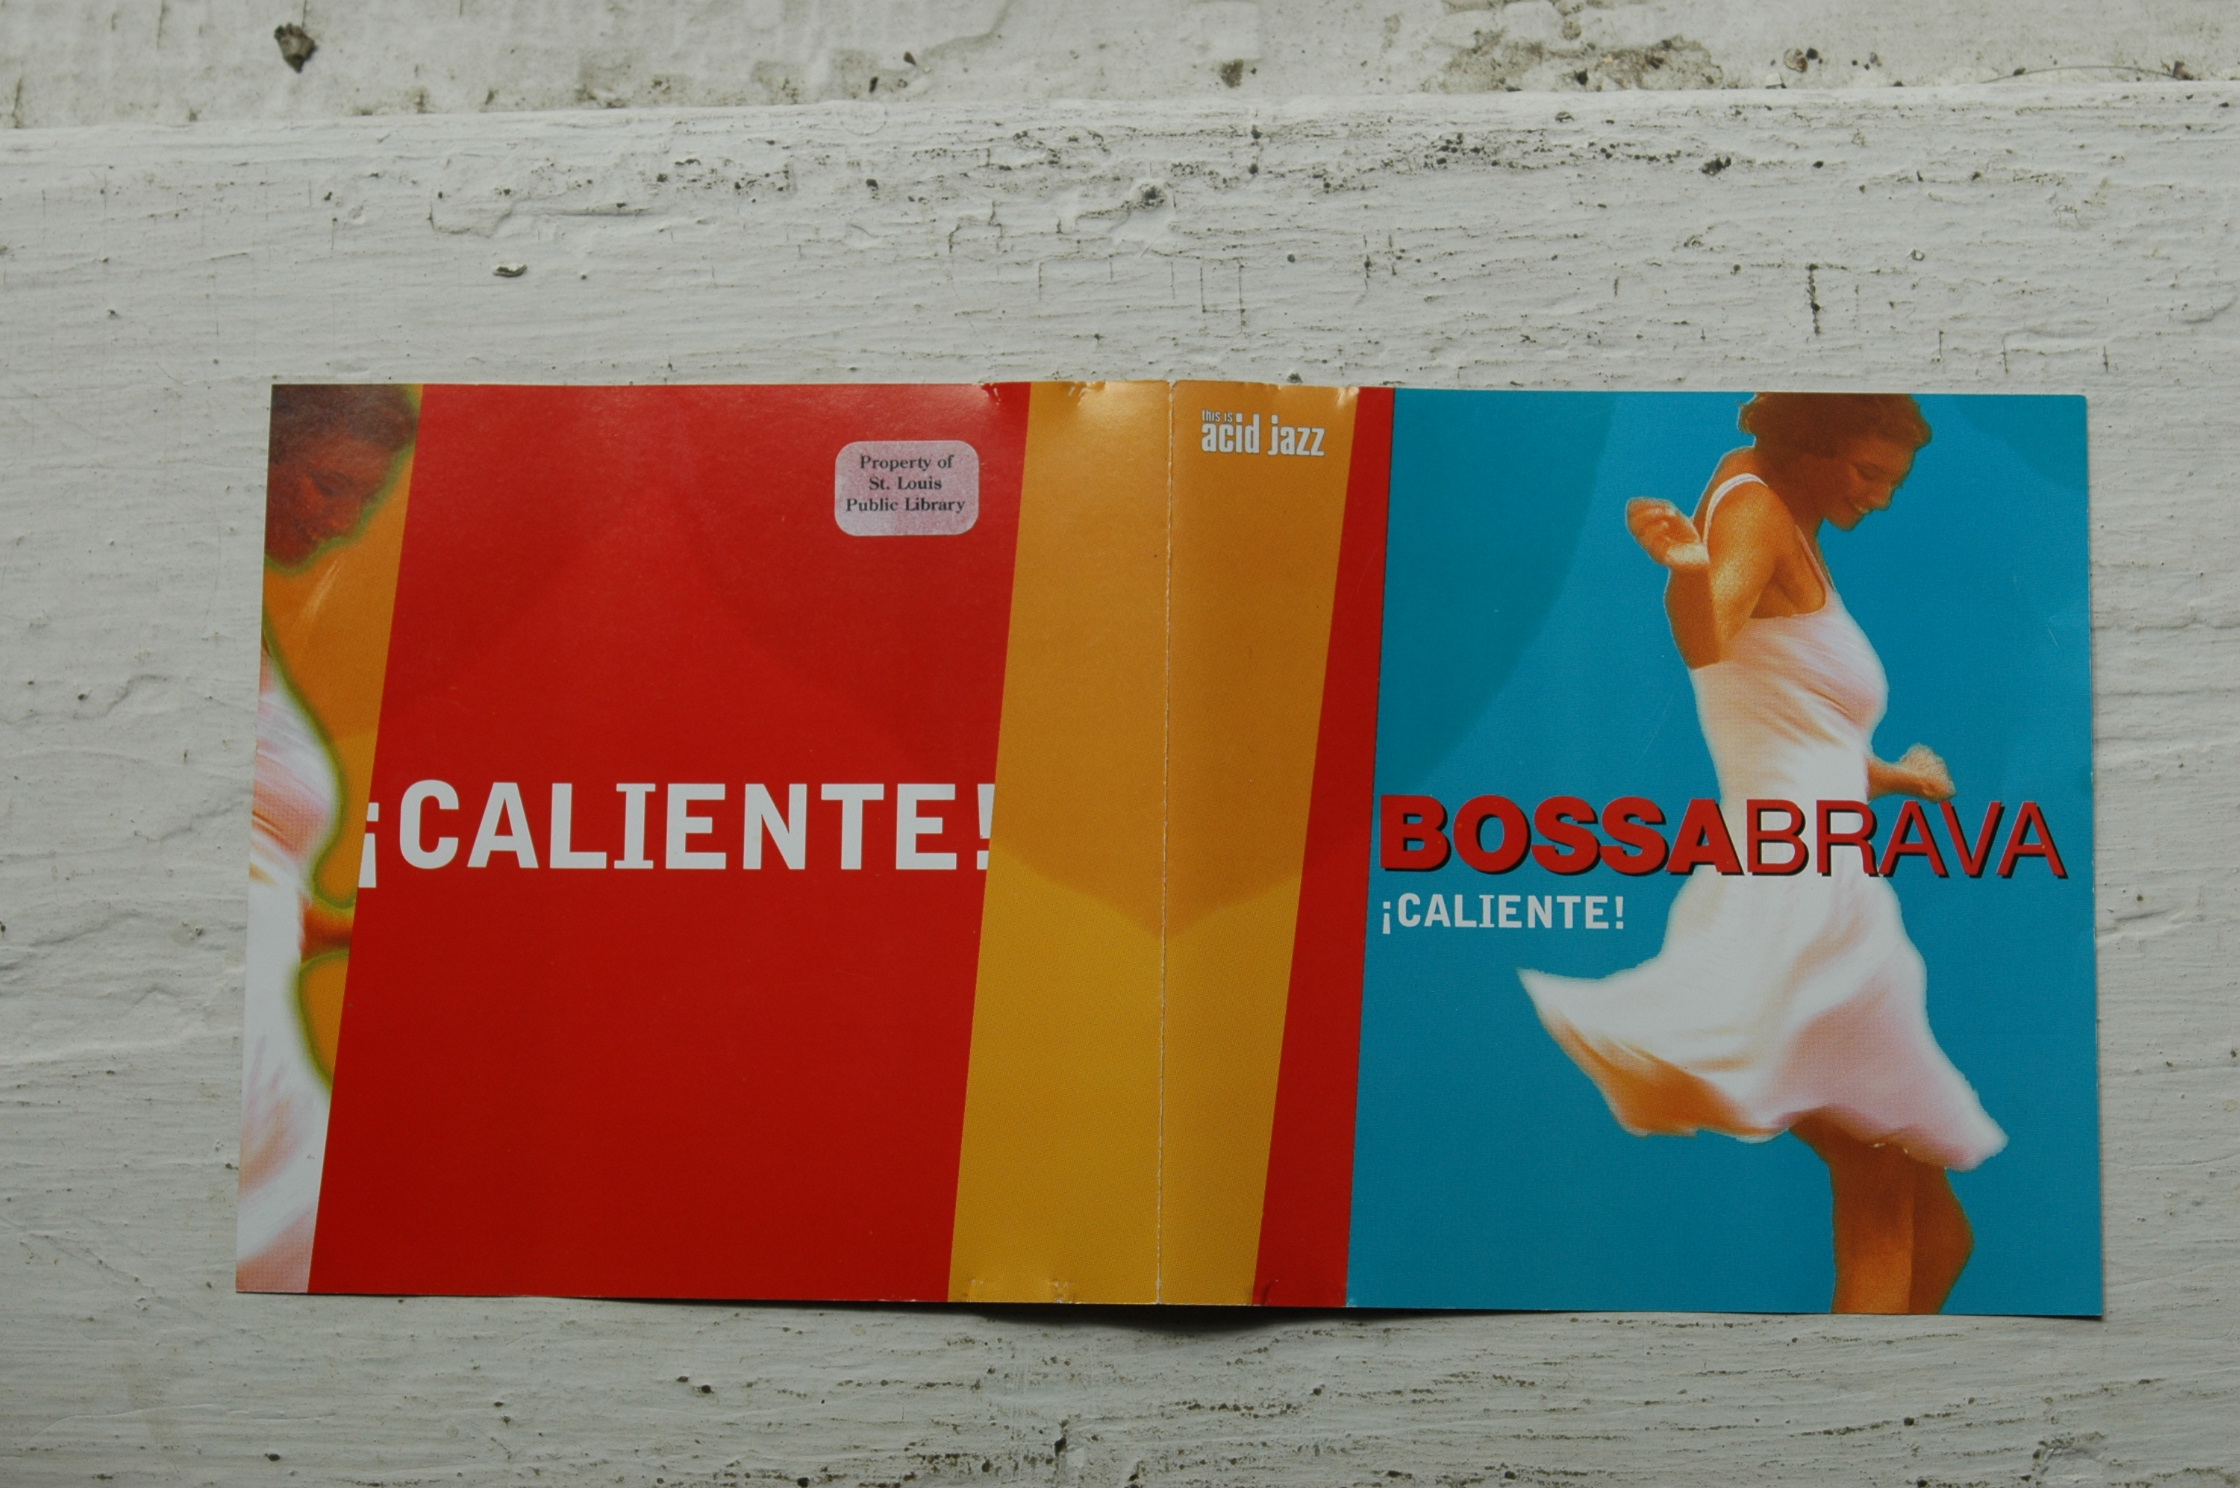 Property of
St. Louis
Public Library
¡CALIENTE!
this is
acid jazz
BOSSABRAVA
¡CALIENTE!